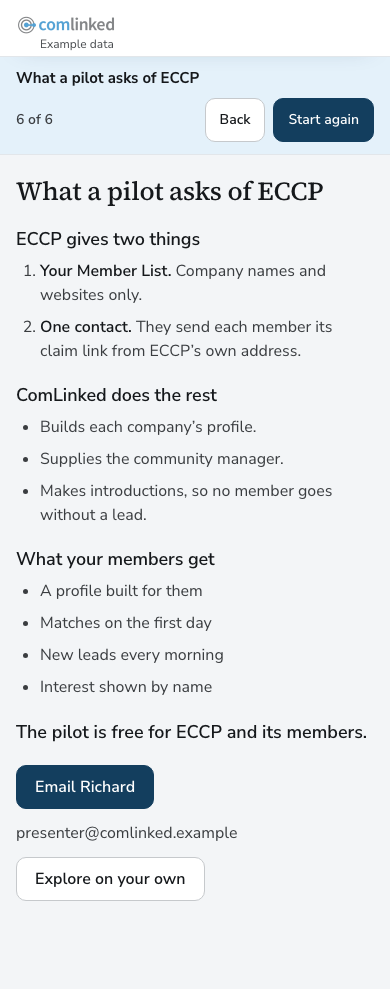 comlinked
Example data
What a pilot asks of ECCP
6 of 6
Back
Start again
What a pilot asks of ECCP
ECCP gives two things
1. Your Member List. Company names and
websites only.
2. One contact. They send each member its
claim link from ECCP’s own address.
ComLinked does the rest
• Builds each company’s profile.
• Supplies the community manager.
• Makes introductions, so no member goes
without a lead.
What your members get
• A profile built for them
• Matches on the first day
• New leads every morning
• Interest shown by name
The pilot is free for ECCP and its members.
Email Richard
presenter@comlinked.example
Explore on your own